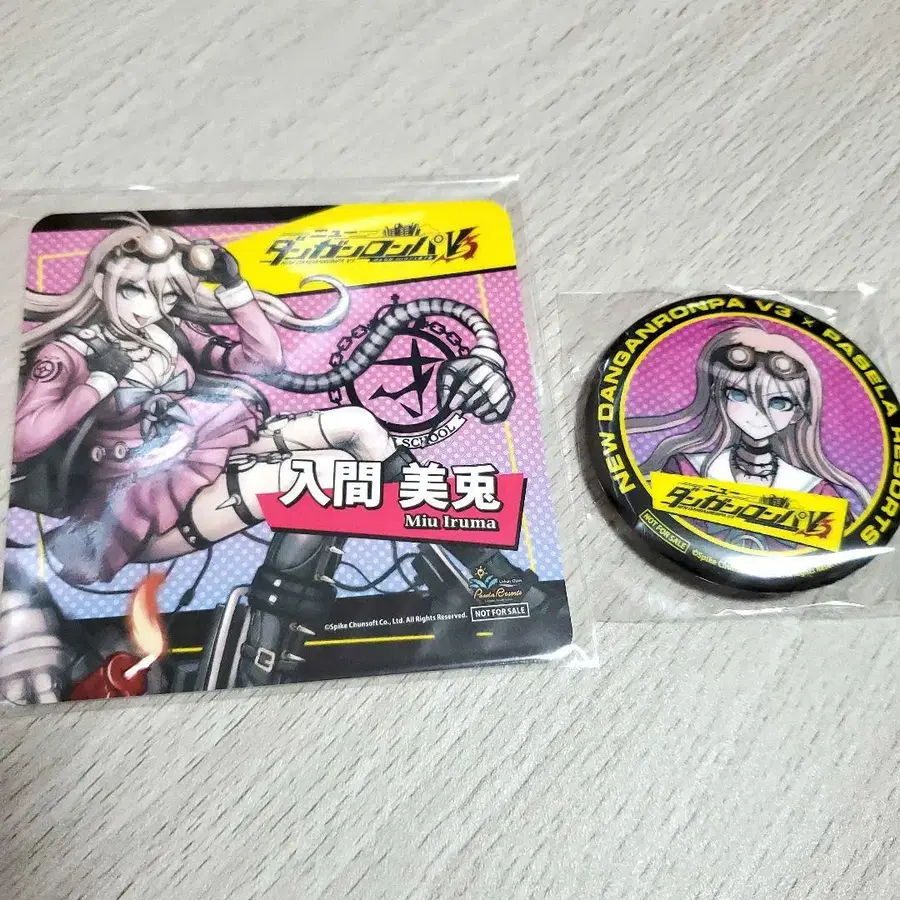 ニュー
ダンガンロンパV3
SCHOOL
入間 美兎
Miu Iruma
Pasela Resorts
©Spike Chunsoft Co., Ltd. All Rights Reserved.
NOT FOR SALE
NEW DANGANRONPA V3 × PASELA RESORTS
ニュー
ダンガンロンパV3
NOT FOR SALE
©Spike Chunsoft